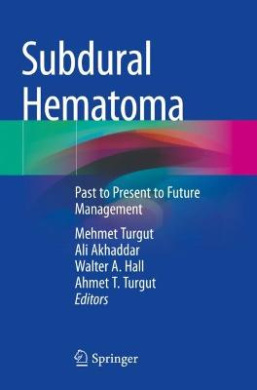 Subdural
Hematoma
Past to Present to Future
Management
Mehmet Turgut
Ali Akhaddar
Walter A. Hall
Ahmet T. Turgut
Editors
Springer